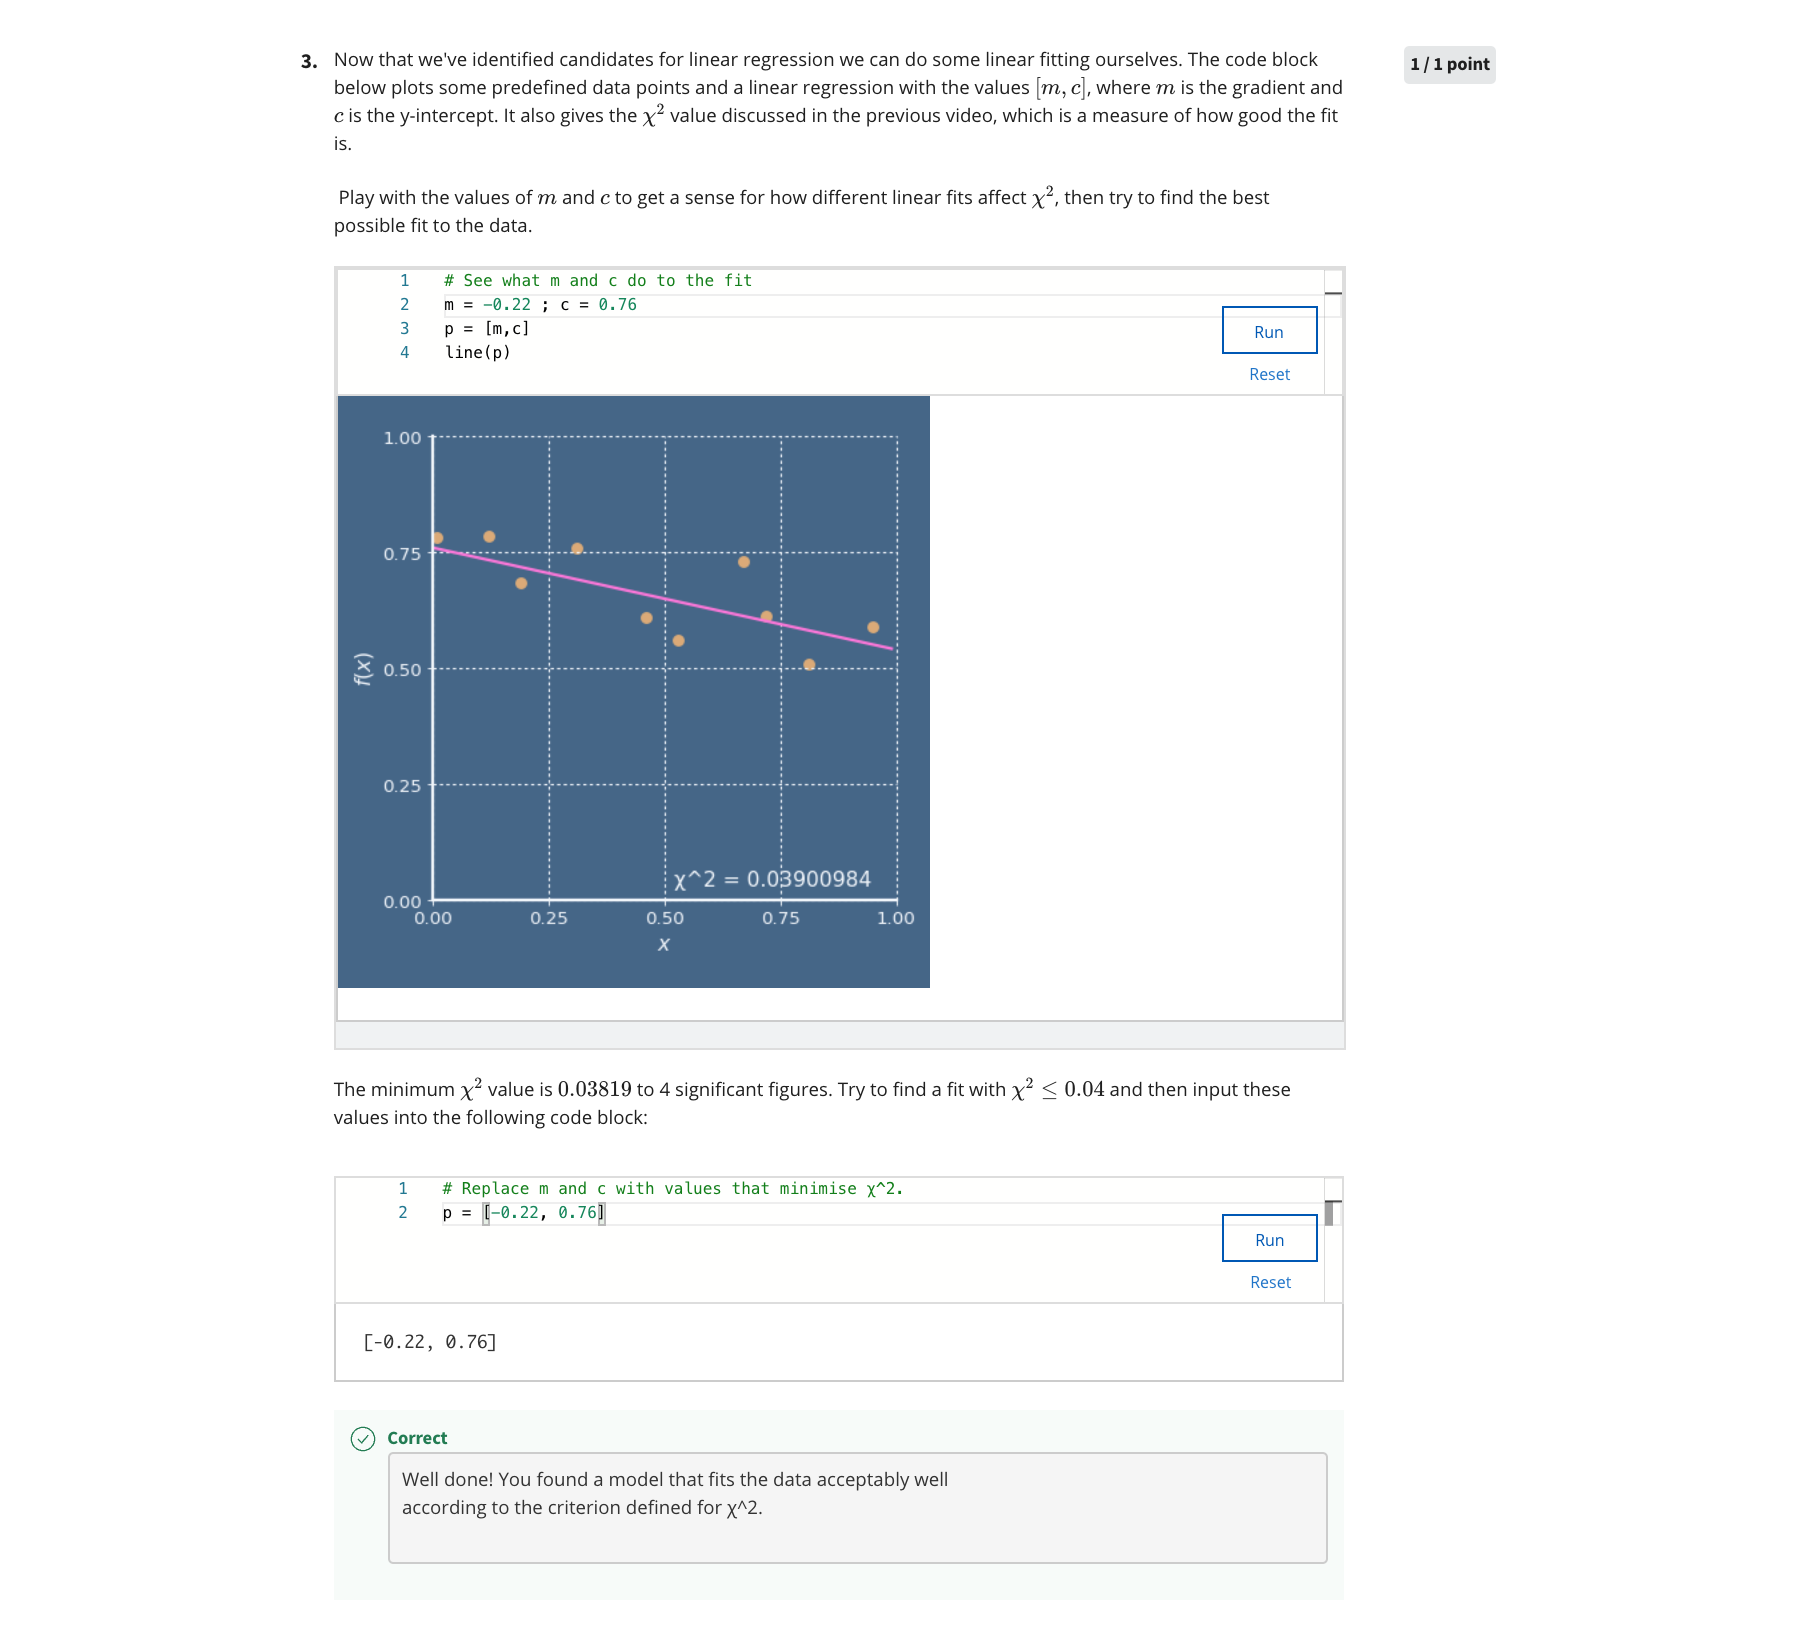 3. Now that we've identified candidates for linear regression we can do some linear fitting ourselves. The code block
1 / 1 point
below plots some predefined data points and a linear regression with the values [m, c], where m is the gradient and
c is the y-intercept. It also gives the χ² value discussed in the previous video, which is a measure of how good the fit
is.
Play with the values of m and c to get a sense for how different linear fits affect χ², then try to find the best
possible fit to the data.
1 # See what m and c do to the fit
2 m = -0.22 ; c = 0.76
3 p = [m,c]
4 line(p)
Run
Reset
1.00
0.75
0.50
0.25
0.00
f(x)
χ^2 = 0.03900984
0.00 0.25 0.50 0.75 1.00
x
The minimum χ² value is 0.03819 to 4 significant figures. Try to find a fit with χ² ≤ 0.04 and then input these
values into the following code block:
1 # Replace m and c with values that minimise χ^2.
2 p = [-0.22, 0.76]
Run
Reset
[-0.22, 0.76]
Correct
Well done! You found a model that fits the data acceptably well
according to the criterion defined for χ^2.